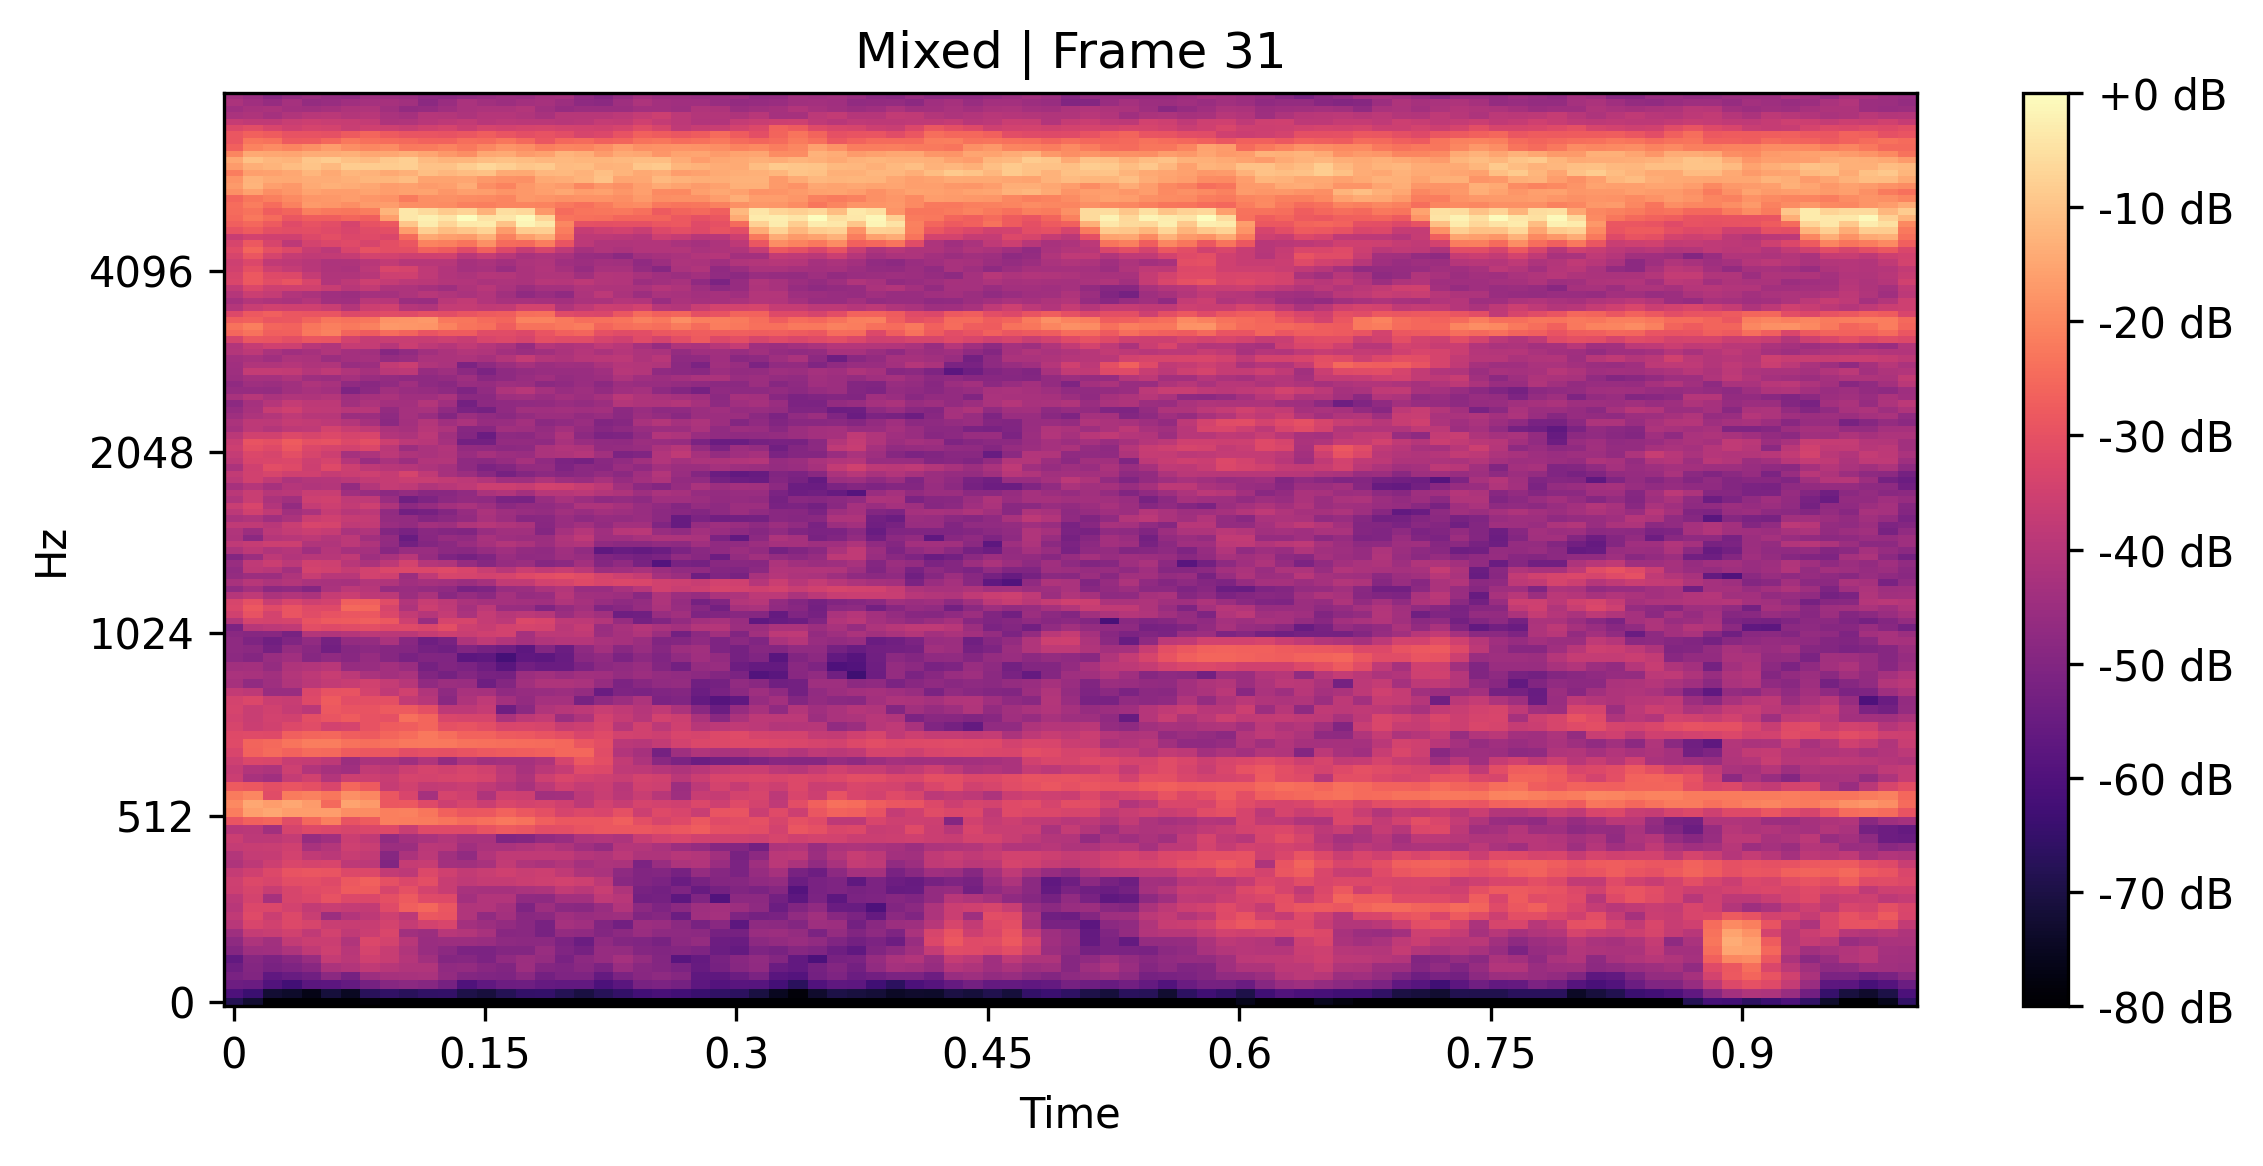 Mixed | Frame 31
+0 dB
-10 dB
-20 dB
-30 dB
-40 dB
-50 dB
-60 dB
-70 dB
-80 dB
Hz
4096
2048
1024
512
0
0 0.15 0.3 0.45 0.6 0.75 0.9
Time